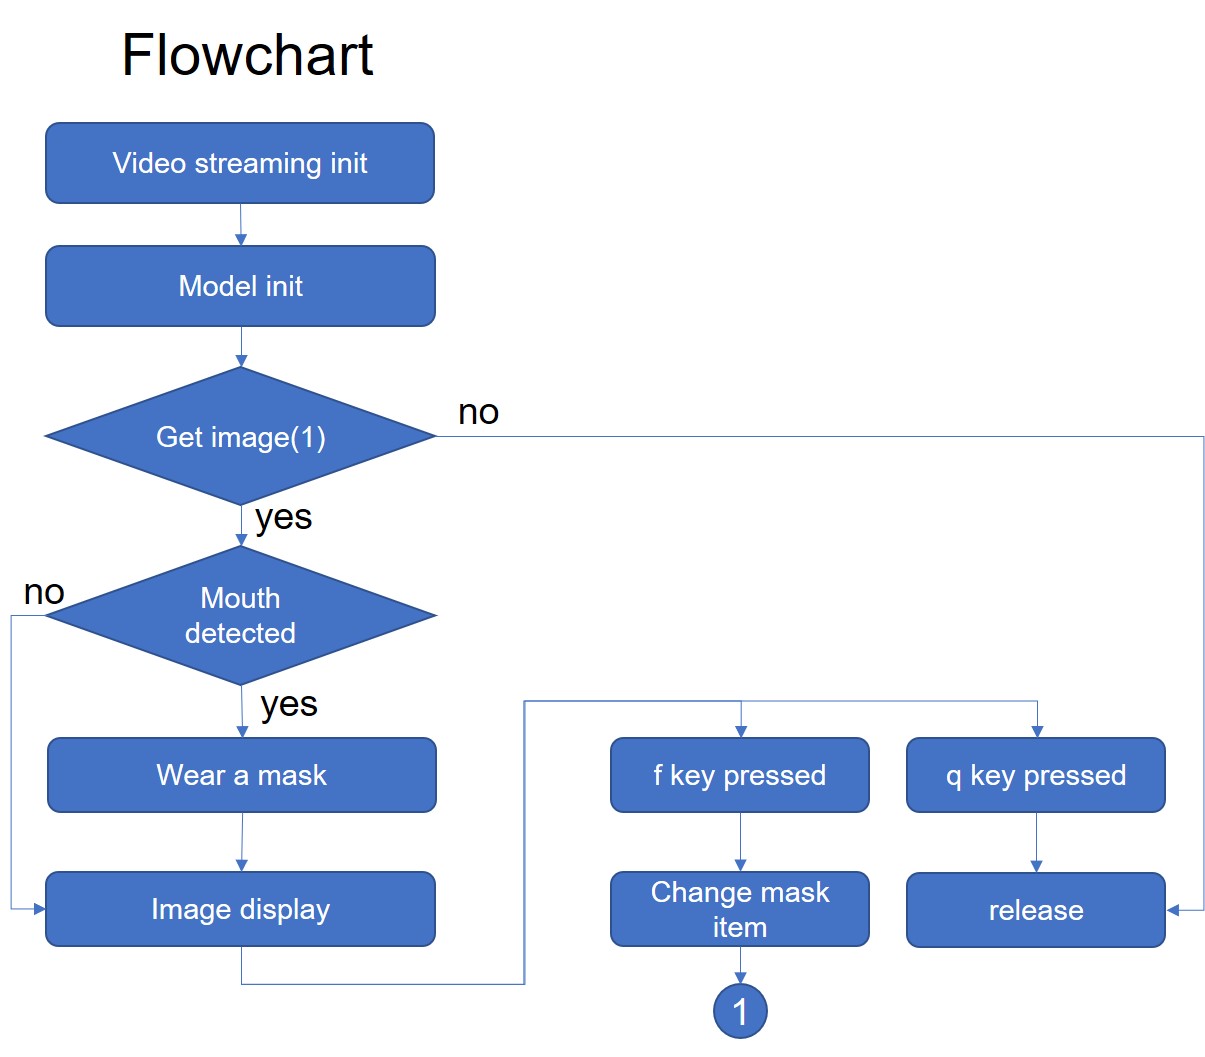 Flowchart
Video streaming init
Model init
Get image(1)
no
yes
no
Mouth
detected
yes
Wear a mask
f key pressed
q key pressed
Image display
Change mask
item
release
1